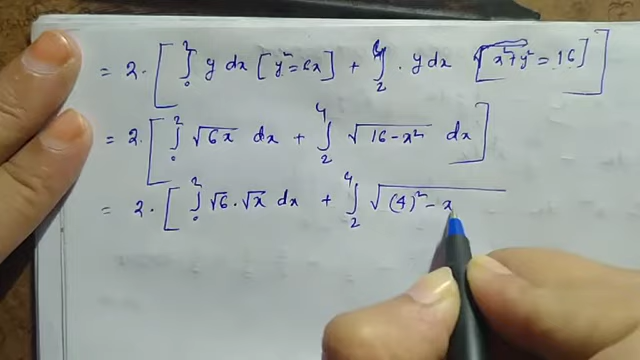 = 2 · [ ∫₀² y dx [y² = 6x] + ∫₂⁴ · y dx [x² + y² = 16] ]
= 2 · [ ∫₀² √(6x) dx + ∫₂⁴ √(16 − x²) dx ]
= 2 · [ ∫₀² √6 · √x dx + ∫₂⁴ √((4)² − x